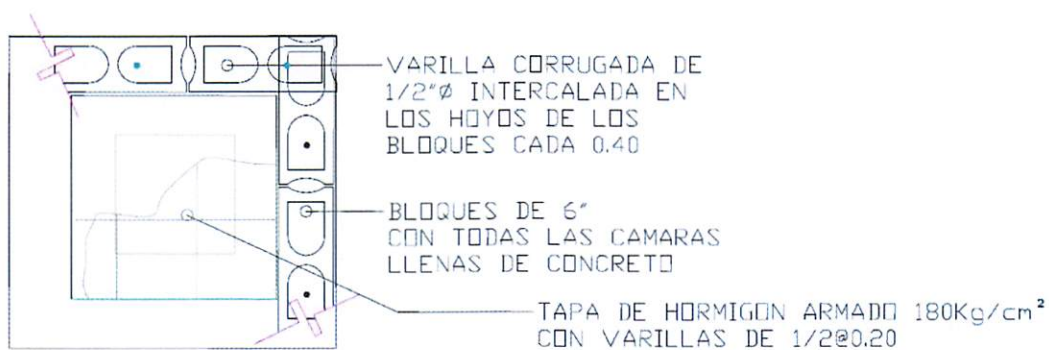 VARILLA CORRUGADA DE
1/2"Ø INTERCALADA EN
LOS HOYOS DE LOS
BLOQUES CADA 0.40
BLOQUES DE 6"
CON TODAS LAS CAMARAS
LLENAS DE CONCRETO
TAPA DE HORMIGON ARMADO 180Kg/cm²
CON VARILLAS DE 1/2@0.20